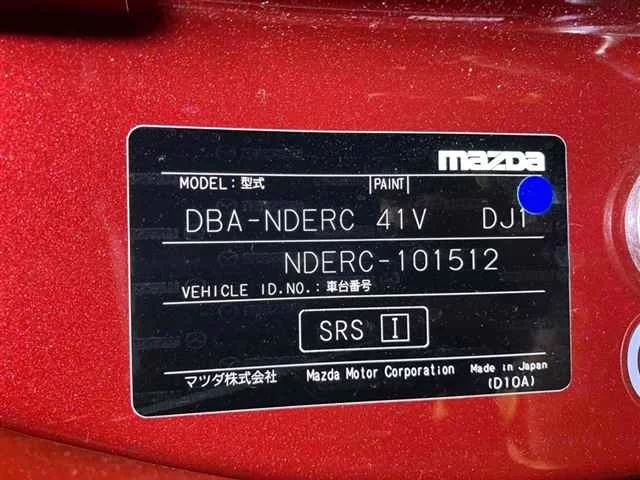 mazda
MODEL:型式 PAINT
DBA-NDERC 41V DJ1
NDERC-101512
VEHICLE ID.NO.:車台番号
SRS I
マツダ株式会社 Mazda Motor Corporation Made in Japan
(D10A)